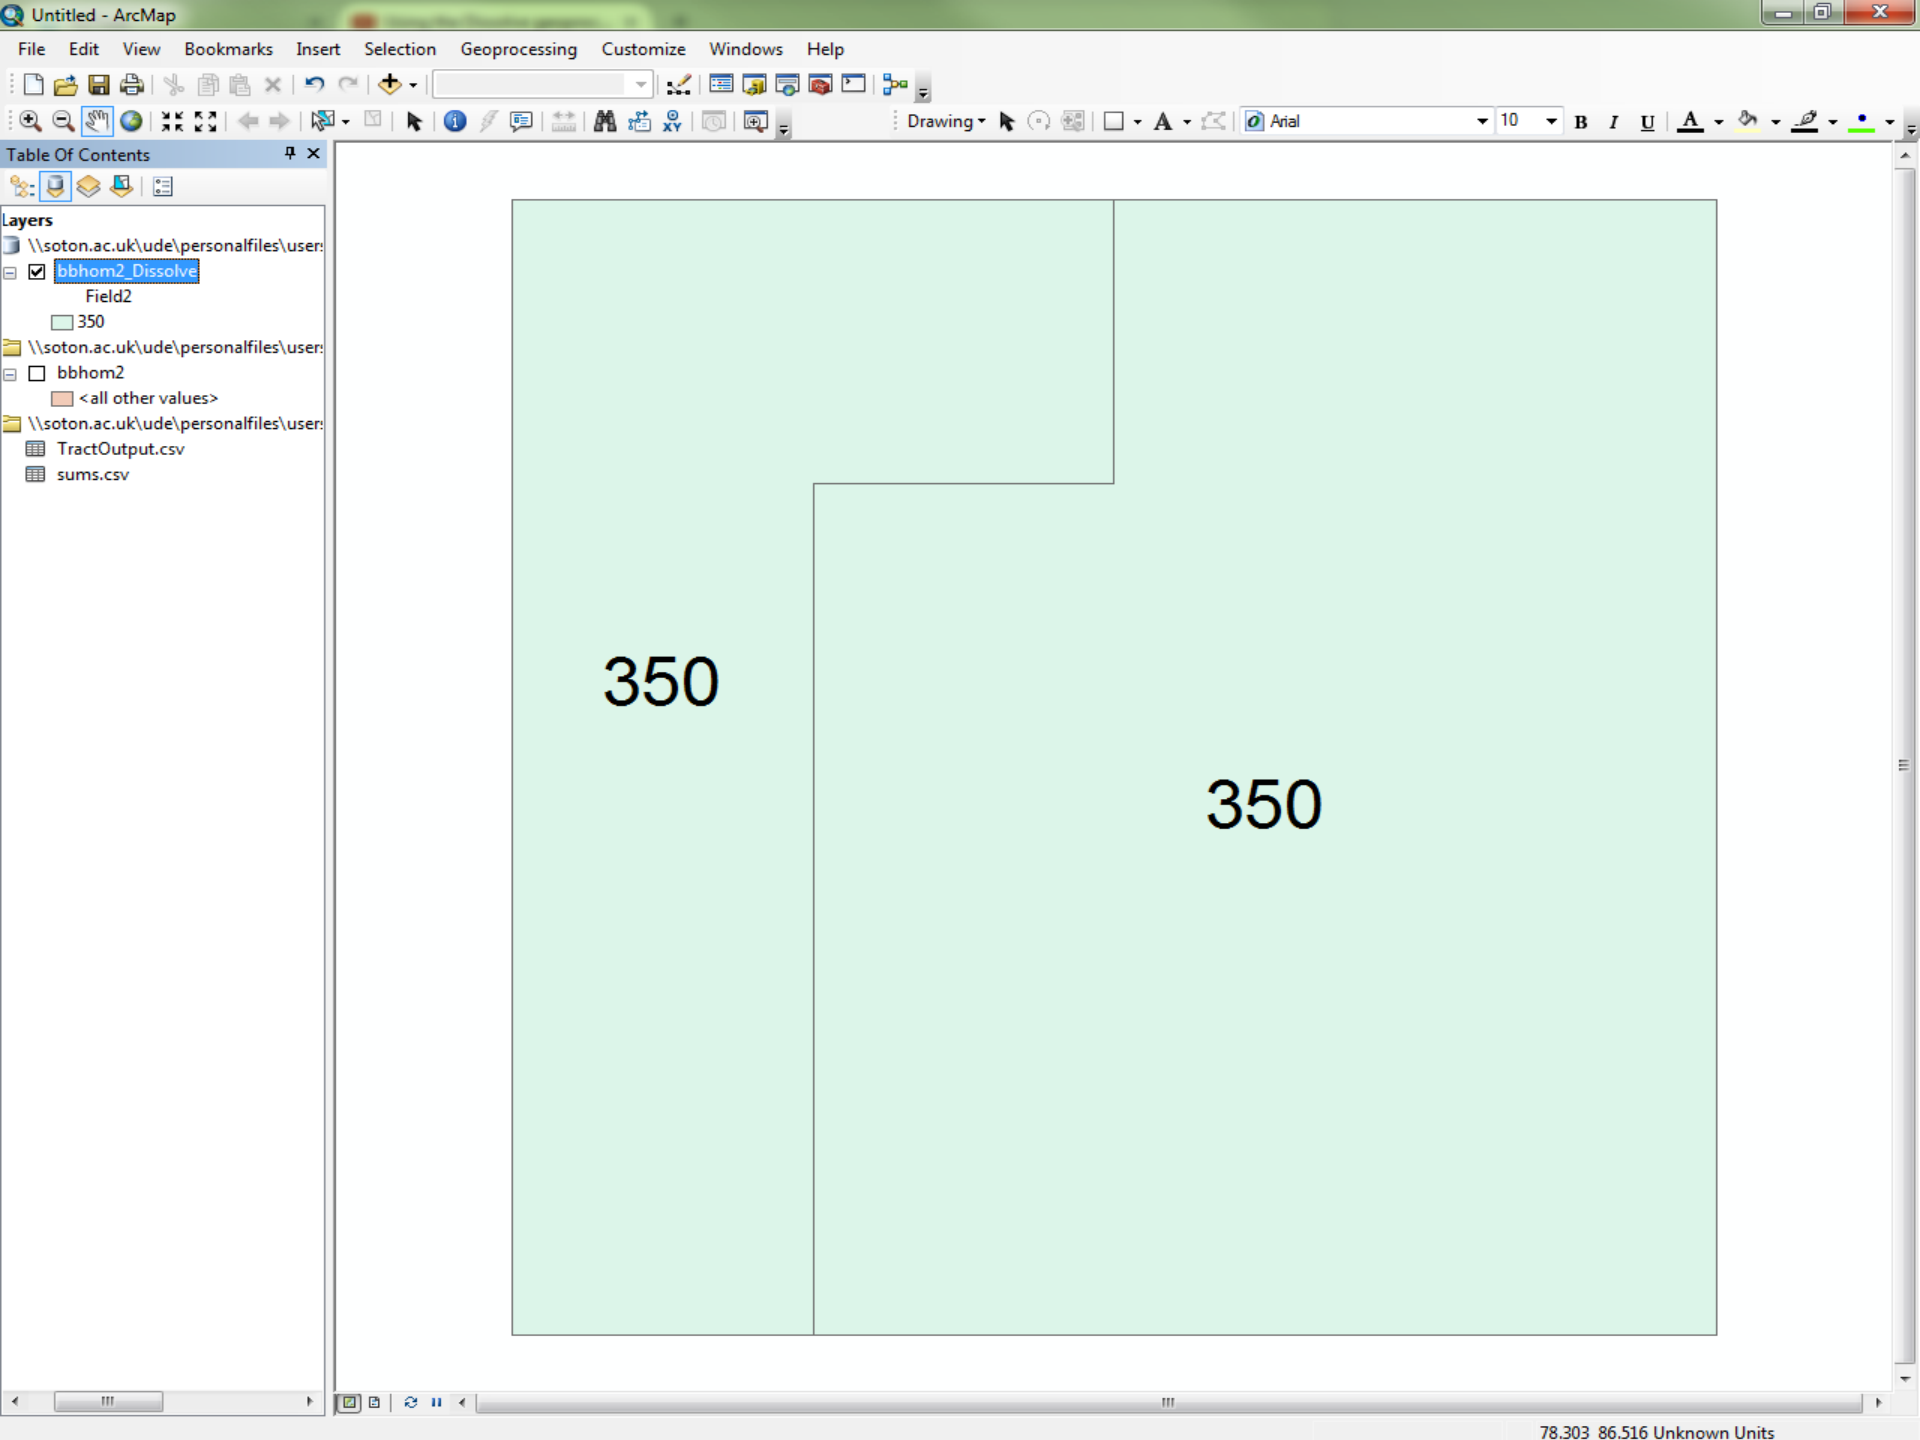 Untitled - ArcMap
File Edit View Bookmarks Insert Selection Geoprocessing Customize Windows Help
Drawing A Arial 10 B I U A
Table Of Contents
Layers
\\soton.ac.uk\ude\personalfiles\user
bbhom2_Dissolve
Field2
350
\\soton.ac.uk\ude\personalfiles\user
bbhom2
<all other values>
\\soton.ac.uk\ude\personalfiles\user
TractOutput.csv
sums.csv
350
350
78.303 86.516 Unknown Units